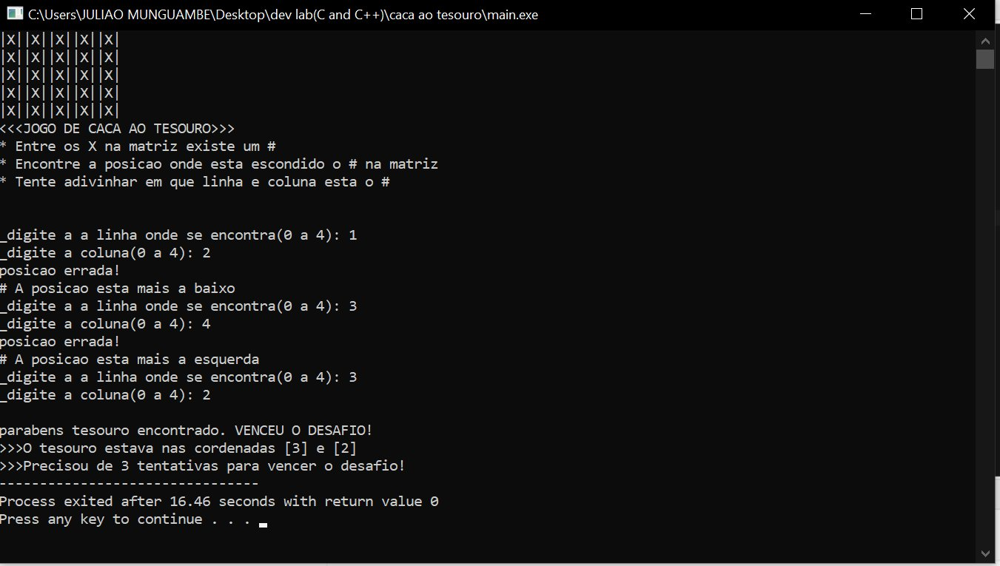 C:\Users\JULIAO MUNGUAMBE\Desktop\dev lab(C and C++)\caca ao tesouro\main.exe
|x||x||x||x||x|
|x||x||x||x||x|
|x||x||x||x||x|
|x||x||x||x||x|
|x||x||x||x||x|
<<<JOGO DE CACA AO TESOURO>>>
* Entre os X na matriz existe um #
* Encontre a posicao onde esta escondido o # na matriz
* Tente adivinhar em que linha e coluna esta o #
_digite a a linha onde se encontra(0 a 4): 1
_digite a coluna(0 a 4): 2
posicao errada!
# A posicao esta mais a baixo
_digite a a linha onde se encontra(0 a 4): 3
_digite a coluna(0 a 4): 4
posicao errada!
# A posicao esta mais a esquerda
_digite a a linha onde se encontra(0 a 4): 3
_digite a coluna(0 a 4): 2
parabens tesouro encontrado. VENCEU O DESAFIO!
>>>O tesouro estava nas cordenadas [3] e [2]
>>>Precisou de 3 tentativas para vencer o desafio!
--------------------------------
Process exited after 16.46 seconds with return value 0
Press any key to continue . . .